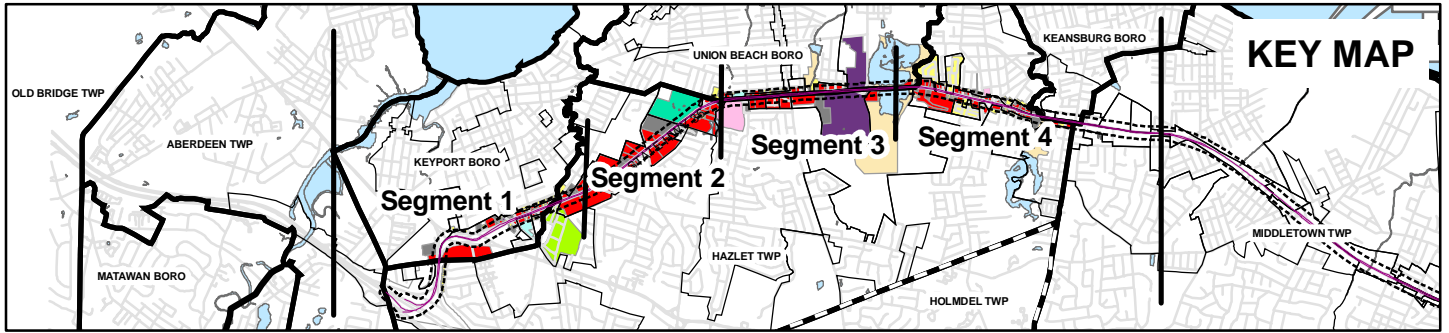 KEY MAP
KEANSBURG BORO
UNION BEACH BORO
OLD BRIDGE TWP
ABERDEEN TWP
KEYPORT BORO
Segment 3
Segment 4
Segment 2
Segment 1
MIDDLETOWN TWP
HAZLET TWP
MATAWAN BORO
HOLMDEL TWP